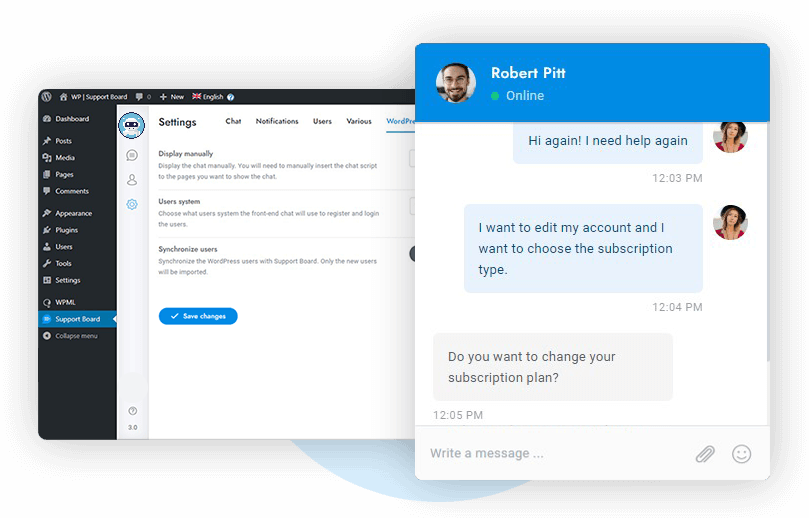 WP | Support Board
0
New
English
Dashboard
Posts
Media
Pages
Comments
Appearance
Plugins
Users
Tools
Settings
WPML
Support Board
Collapse menu
3.0
Settings
Chat
Notifications
Users
Various
WordPre
Display manually
Display the chat manually. You will need to manually insert the chat script
to the pages you want to show the chat.
Users system
Choose what users system the front-end chat will use to register and login
the users.
Synchronize users
Synchronize the WordPress users with Support Board. Only the new users
will be imported.
Save changes
Robert Pitt
Online
Hi again! I need help again
12:03 PM
I want to edit my account and I
want to choose the subscription
type.
12:04 PM
Do you want to change your
subscription plan?
12:05 PM
Write a message ...